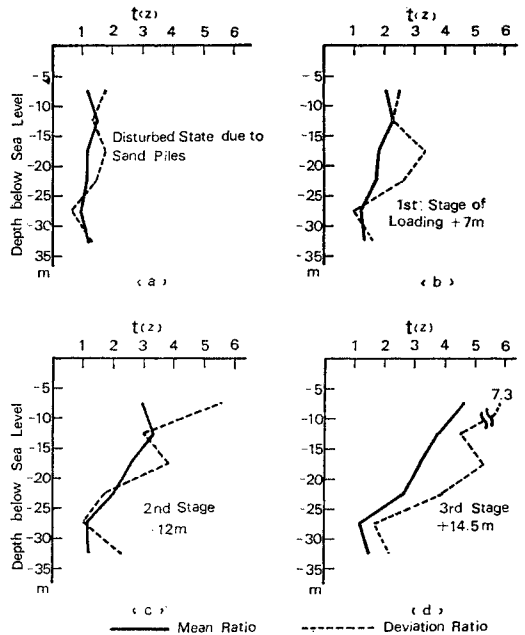 t(z)
1 2 3 4 5 6
-5
-10
-15
-20
-25
-30
35
m
Depth below Sea Level
Disturbed State due to
Sand Piles
(a)
t(z)
1 2 3 4 5 6
-5
-10
-15
-20
-25
-30
-35
m
1st. Stage of
Loading +7m
(b)
t(z)
1 2 3 4 5 6
-5
-10
-15
-20
-25
-30
-35
m
Depth below Sea Level
2nd Stage
·12m
(c)
t(z)
1 2 3 4 5 6
-5
-10
-15
-20
-25
-30
-35
m
7.3
3rd Stage
+14.5m
(d)
Mean Ratio
Deviation Ratio